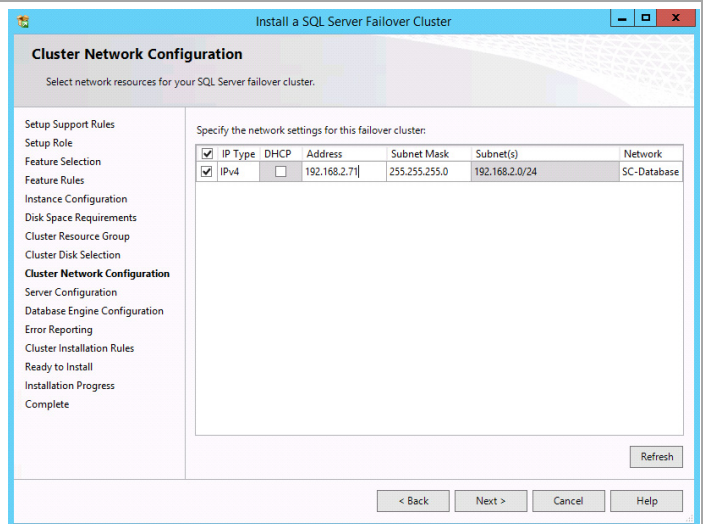 Install a SQL Server Failover Cluster
Cluster Network Configuration
Select network resources for your SQL Server failover cluster.
Setup Support Rules
Setup Role
Feature Selection
Feature Rules
Instance Configuration
Disk Space Requirements
Cluster Resource Group
Cluster Disk Selection
Cluster Network Configuration
Server Configuration
Database Engine Configuration
Error Reporting
Cluster Installation Rules
Ready to Install
Installation Progress
Complete
Specify the network settings for this failover cluster:
IP Type DHCP Address Subnet Mask Subnet(s) Network
IPv4 192.168.2.71 255.255.255.0 192.168.2.0/24 SC-Database
Refresh
< Back Next > Cancel Help